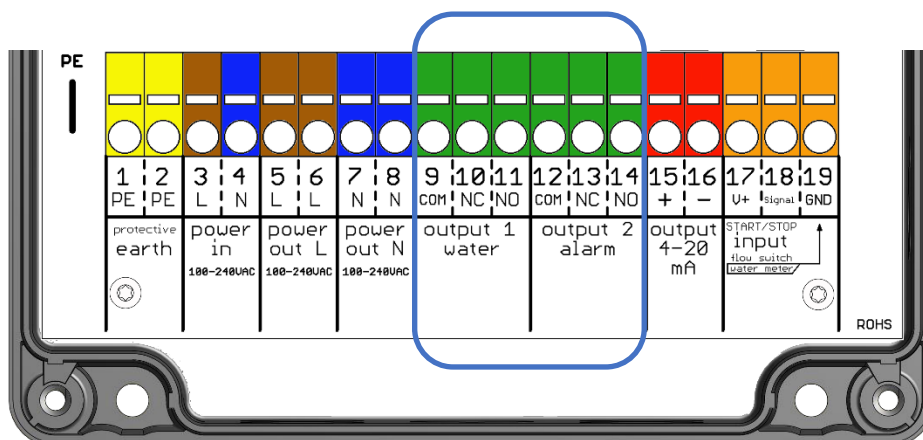 PE
1 2 3 4 5 6 7 8 9 10 11 12 13 14 15 16 17 18 19
PE PE L N L L N N COM NC NO COM NC NO + - V+ Signal GND
protective earth
power in
100-240VAC
power out L
100-240VAC
power out N
100-240VAC
output 1
water
output 2
alarm
output
4-20
mA
START/STOP
input
flow switch
water meter
ROHS